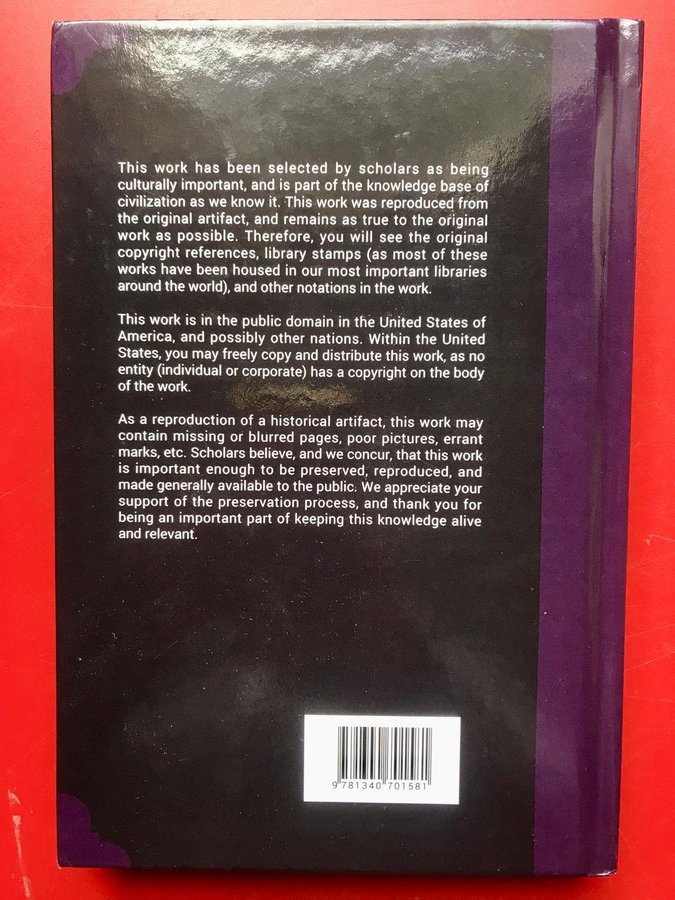 This work has been selected by scholars as being
culturally important, and is part of the knowledge base of
civilization as we know it. This work was reproduced from
the original artifact, and remains as true to the original
work as possible. Therefore, you will see the original
copyright references, library stamps (as most of these
works have been housed in our most important libraries
around the world), and other notations in the work.
This work is in the public domain in the United States of
America, and possibly other nations. Within the United
States, you may freely copy and distribute this work, as no
entity (individual or corporate) has a copyright on the body
of the work.
As a reproduction of a historical artifact, this work may
contain missing or blurred pages, poor pictures, errant
marks, etc. Scholars believe, and we concur, that this work
is important enough to be preserved, reproduced, and
made generally available to the public. We appreciate your
support of the preservation process, and thank you for
being an important part of keeping this knowledge alive
and relevant.
9 781340 701581